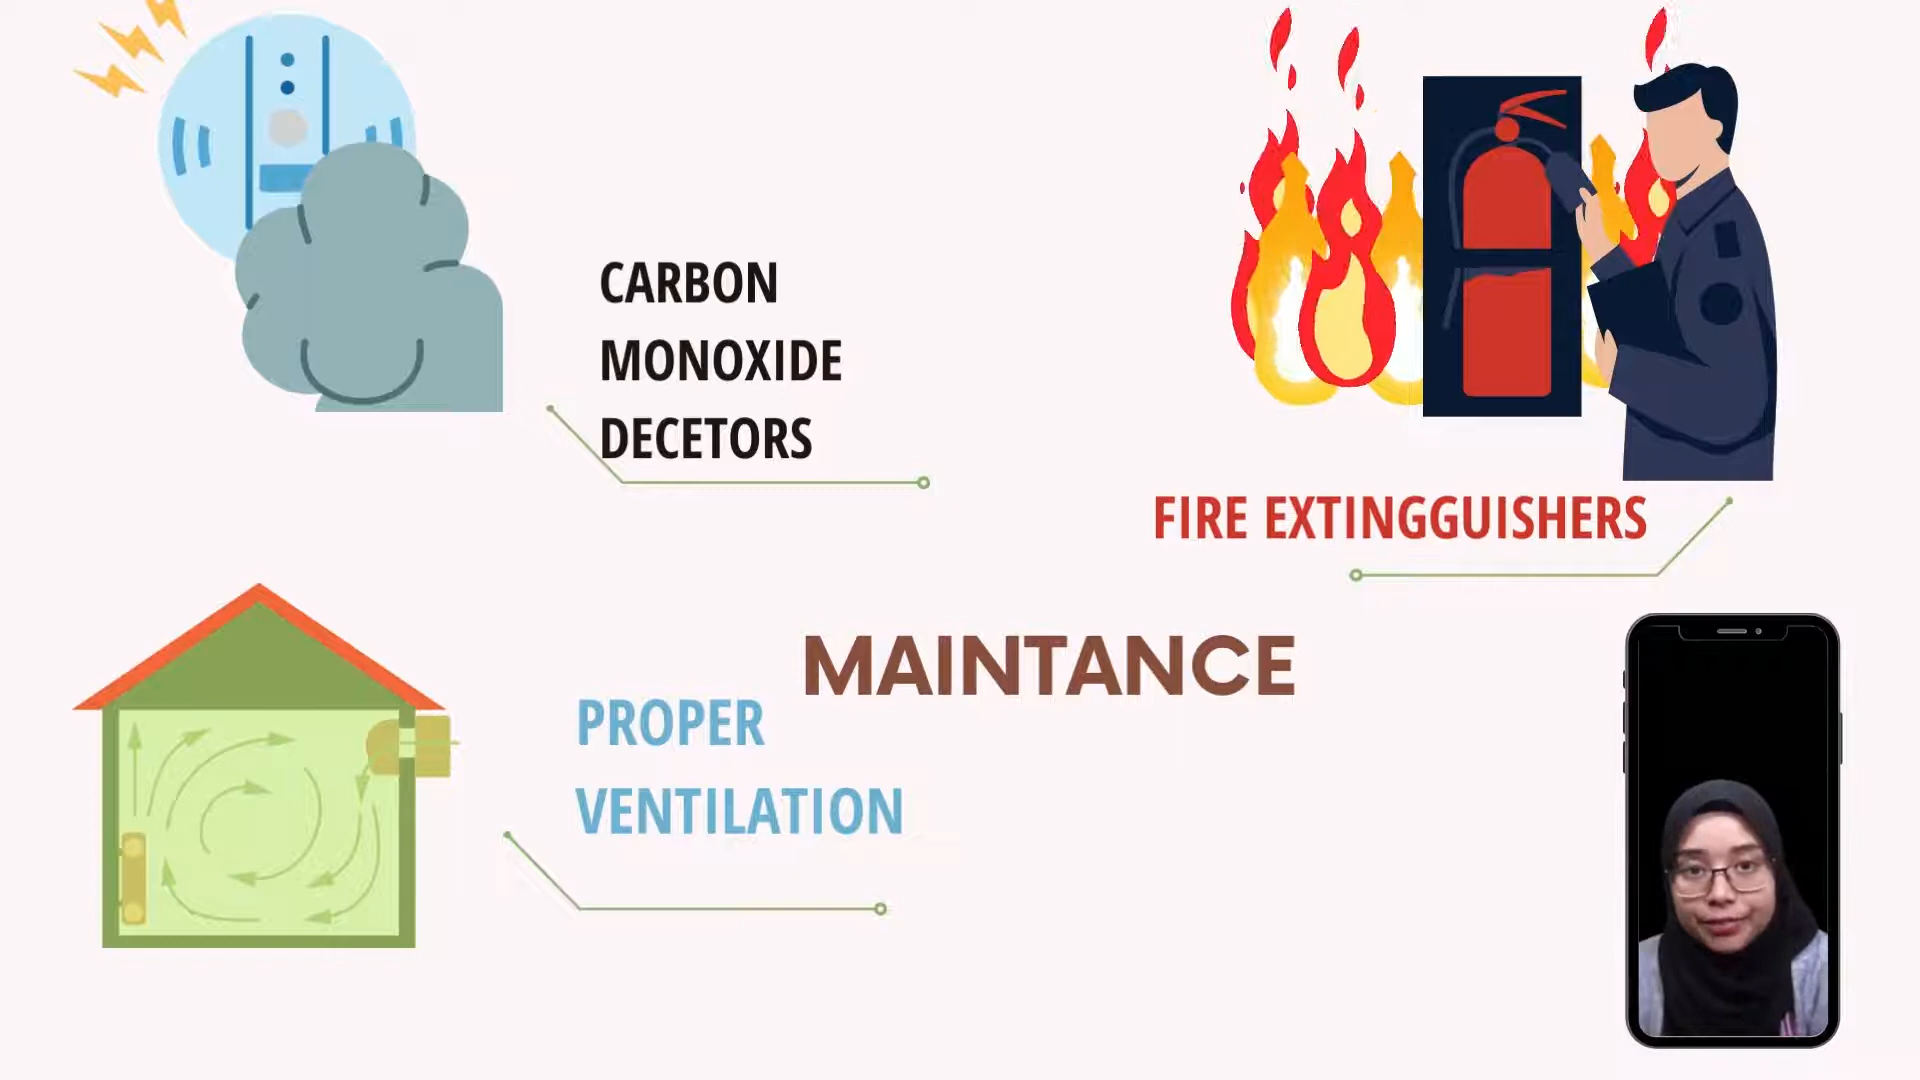 CARBON
MONOXIDE
DECETORS
FIRE EXTINGGUISHERS
MAINTANCE
PROPER
VENTILATION